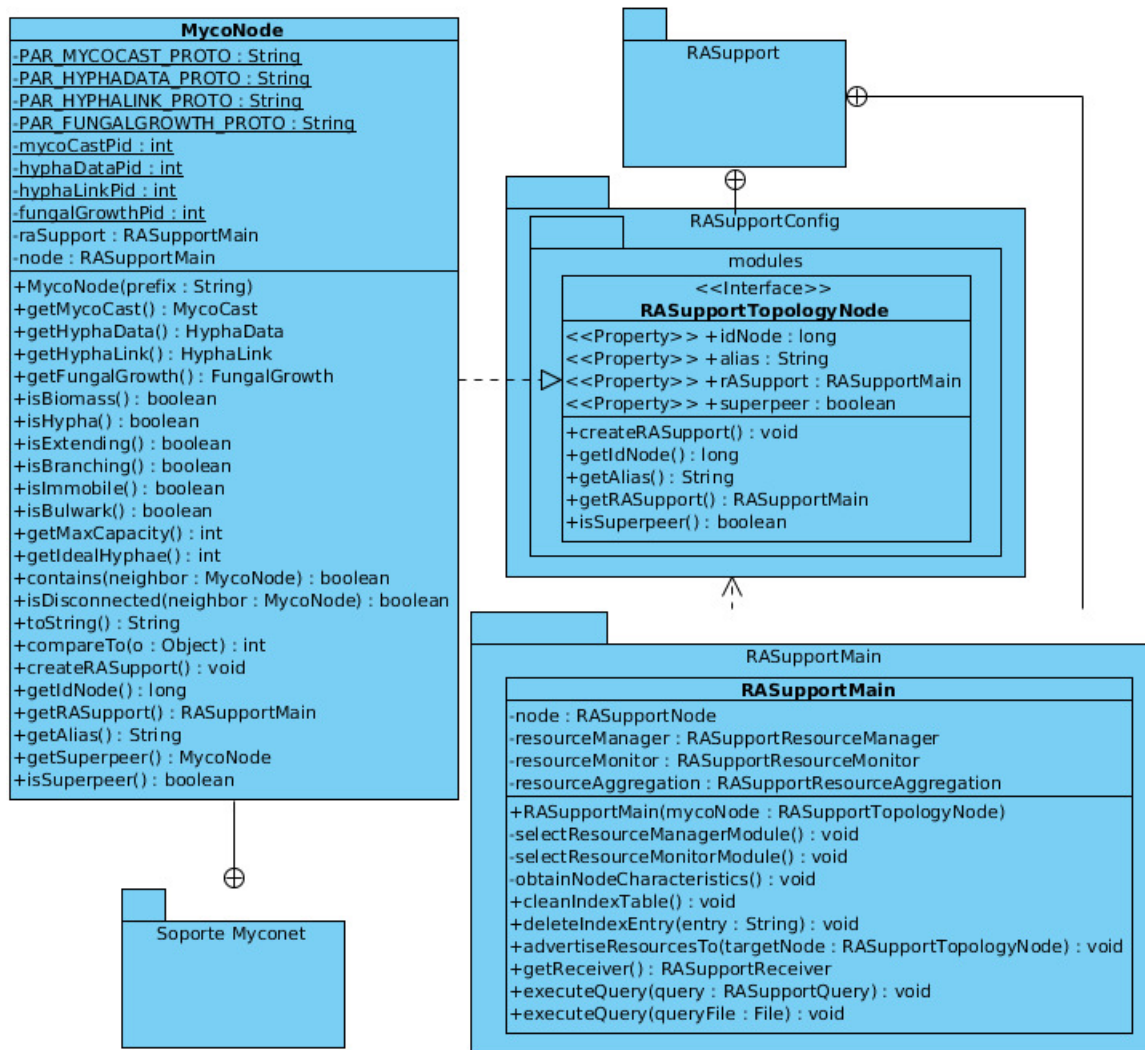 MycoNode
-PAR_MYCOCAST_PROTO : String
-PAR_HYPHADATA_PROTO : String
-PAR_HYPHALINK_PROTO : String
-PAR_FUNGALGROWTH_PROTO : String
-mycoCastPid : int
-hyphaDataPid : int
-hyphaLinkPid : int
-fungalGrowthPid : int
-raSupport : RASupportMain
-node : RASupportMain
+MycoNode(prefix : String)
+getMycoCast() : MycoCast
+getHyphaData() : HyphaData
+getHyphaLink() : HyphaLink
+getFungalGrowth() : FungalGrowth
+isBiomass() : boolean
+isHypha() : boolean
+isExtending() : boolean
+isBranching() : boolean
+isImmobile() : boolean
+isBulwark() : boolean
+getMaxCapacity() : int
+getIdealHyphae() : int
+contains(neighbor : MycoNode) : boolean
+isDisconnected(neighbor : MycoNode) : boolean
+toString() : String
+compareTo(o : Object) : int
+createRASupport() : void
+getIdNode() : long
+getRASupport() : RASupportMain
+getAlias() : String
+getSuperpeer() : MycoNode
+isSuperpeer() : boolean
Soporte Myconet
RASupport
RASupportConfig
modules
<<Interface>>
RASupportTopologyNode
<<Property>> +idNode : long
<<Property>> +alias : String
<<Property>> +rASupport : RASupportMain
<<Property>> +superpeer : boolean
+createRASupport() : void
+getIdNode() : long
+getAlias() : String
+getRASupport() : RASupportMain
+isSuperpeer() : boolean
RASupportMain
RASupportMain
-node : RASupportNode
-resourceManager : RASupportResourceManager
-resourceMonitor : RASupportResourceMonitor
-resourceAggregation : RASupportResourceAggregation
+RASupportMain(mycoNode : RASupportTopologyNode)
-selectResourceManagerModule() : void
-selectResourceMonitorModule() : void
-obtainNodeCharacteristics() : void
+cleanIndexTable() : void
+deleteIndexEntry(entry : String) : void
+advertiseResourcesTo(targetNode : RASupportTopologyNode) : void
+getReceiver() : RASupportReceiver
+executeQuery(query : RASupportQuery) : void
+executeQuery(queryFile : File) : void